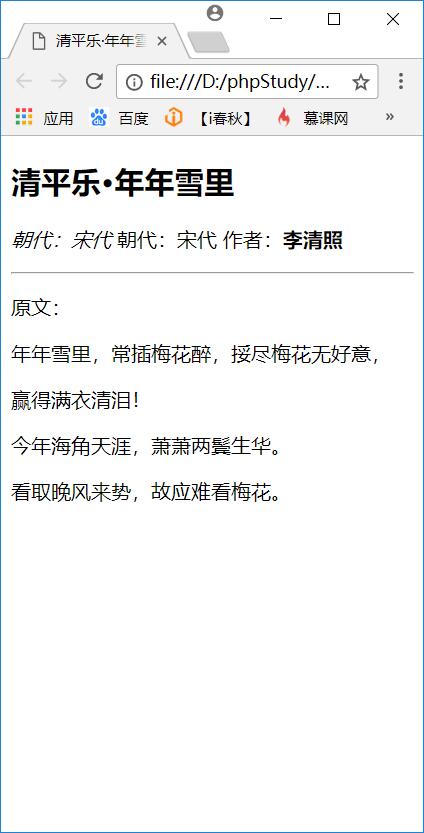 清平乐·年年雪
file:///D:/phpStudy/...
应用 百度 【i春秋】 慕课网 »
清平乐·年年雪里
朝代：宋代 朝代：宋代 作者：李清照
原文：
年年雪里，常插梅花醉，挼尽梅花无好意，
赢得满衣清泪！
今年海角天涯，萧萧两鬓生华。
看取晚风来势，故应难看梅花。